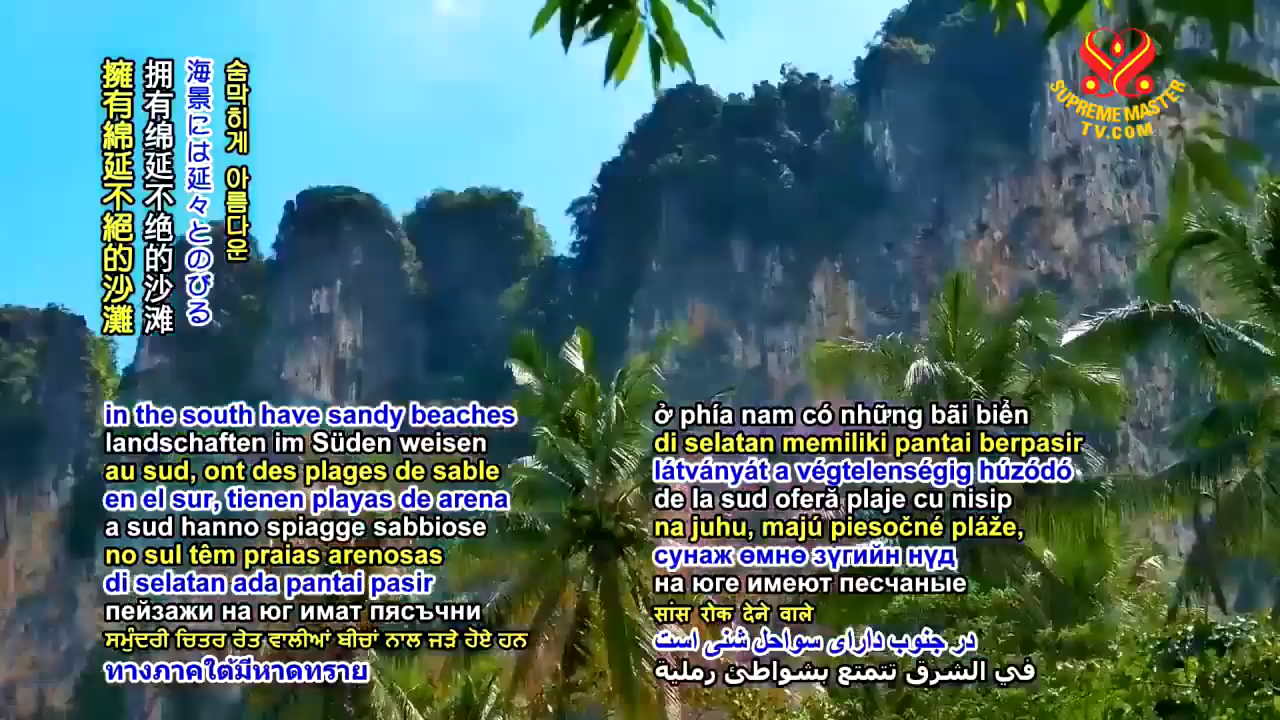 擁有綿延不絕的沙灘
拥有绵延不绝的沙滩
海景には延々とのびる
숨막히게 아름다운
SUPREME MASTER
TV.COM
in the south have sandy beaches
landschaften im Süden weisen
au sud, ont des plages de sable
en el sur, tienen playas de arena
a sud hanno spiagge sabbiose
no sul têm praias arenosas
di selatan ada pantai pasir
пейзажи на юг имат пясъчни
ਸਮੁੰਦਰੀ ਚਿਤਰ ਰੇਤ ਵਾਲੀਆਂ ਬੀਚਾਂ ਨਾਲ ਜੜੇ ਹੋਏ ਹਨ
ทางภาคใต้มีหาดทราย
ở phía nam có những bãi biển
di selatan memiliki pantai berpasir
látványát a végtelenségig húzódó
de la sud oferă plaje cu nisip
na juhu, majú piesočné pláže,
сунаж өмнө зүгийн нүд
на юге имеют песчаные
सांस रोक देने वाले
در جنوب دارای سواحل شنی است
في الشرق تتمتع بشواطئ رملية